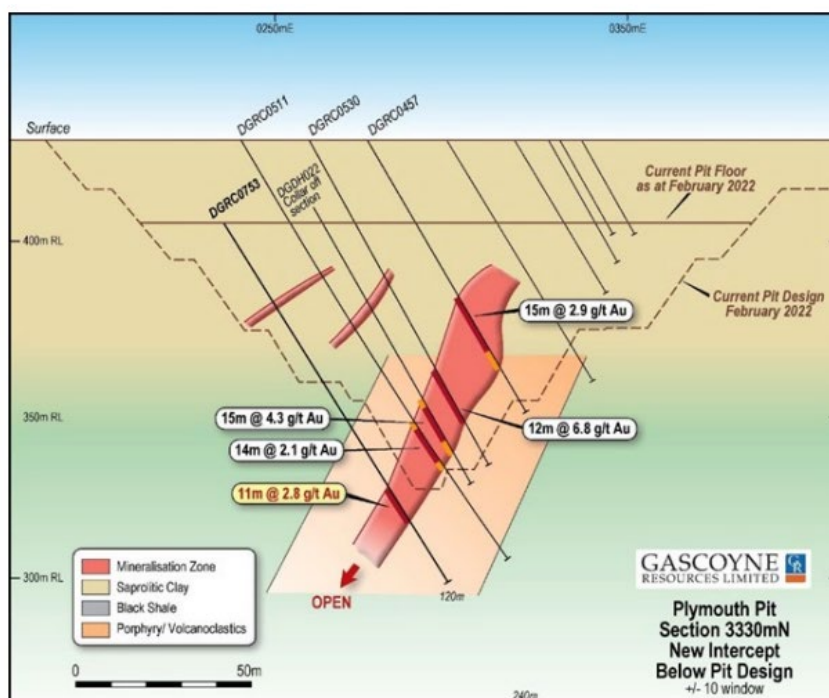 0250mE
0350mE
Surface
DGRC0511
DGRC0530
DGRC0457
DGRC0753
DGDH022
Collar off
section
Current Pit Floor
as at February 2022
400m RL
Current Pit Design
February 2022
15m @ 2.9 g/t Au
350m RL
15m @ 4.3 g/t Au
12m @ 6.8 g/t Au
14m @ 2.1 g/t Au
11m @ 2.8 g/t Au
Mineralisation Zone
Saprolitic Clay
Black Shale
Porphyry/ Volcanoclastics
300m RL
OPEN
120m
GASCOYNE
RESOURCES LIMITED
GR
Plymouth Pit
Section 3330mN
New Intercept
Below Pit Design
+/- 10 window
0
50m
240m